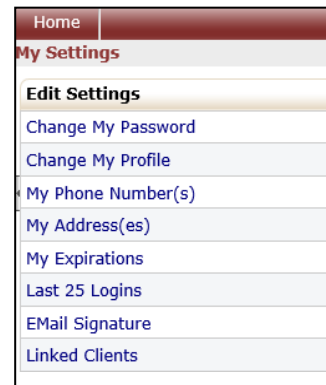 Home
My Settings
Edit Settings
Change My Password
Change My Profile
My Phone Number(s)
My Address(es)
My Expirations
Last 25 Logins
EMail Signature
Linked Clients